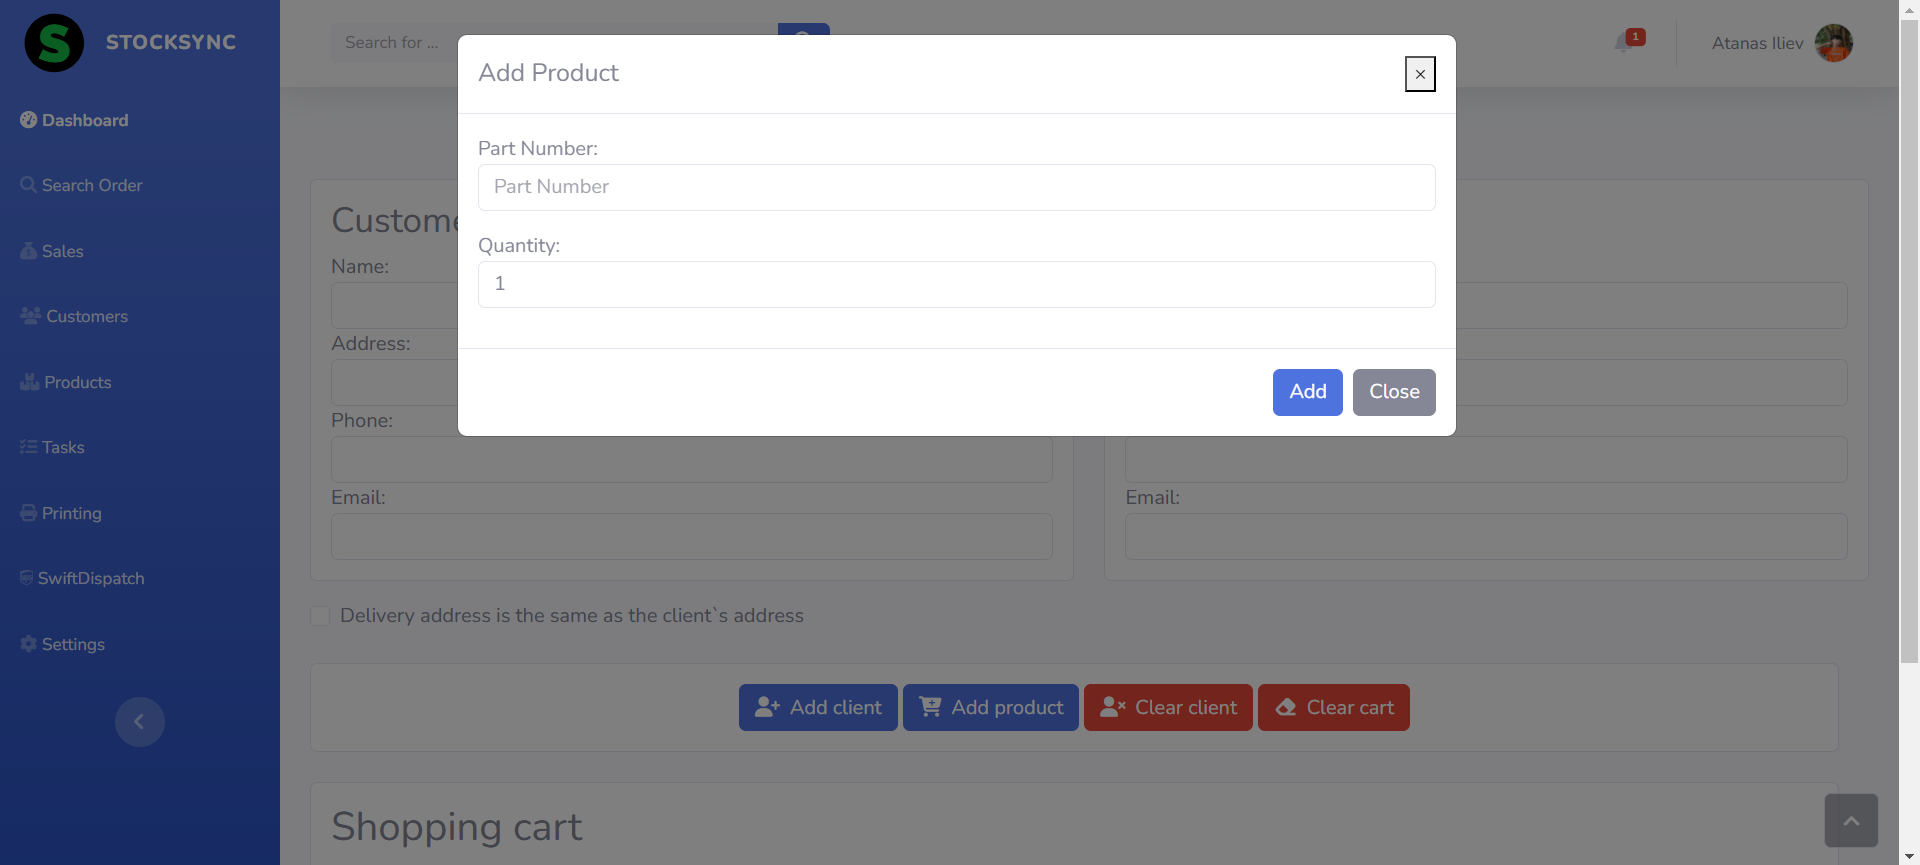 STOCKSYNC
Search for ...
1
Atanas Iliev
Dashboard
Search Order
Sales
Customers
Products
Tasks
Printing
SwiftDispatch
Settings
Add Product
×
Part Number:
Part Number
Quantity:
1
Add
Close
Custome
Name:
Address:
Phone:
Email:
Email:
Delivery address is the same as the client`s address
Add client
Add product
Clear client
Clear cart
Shopping cart